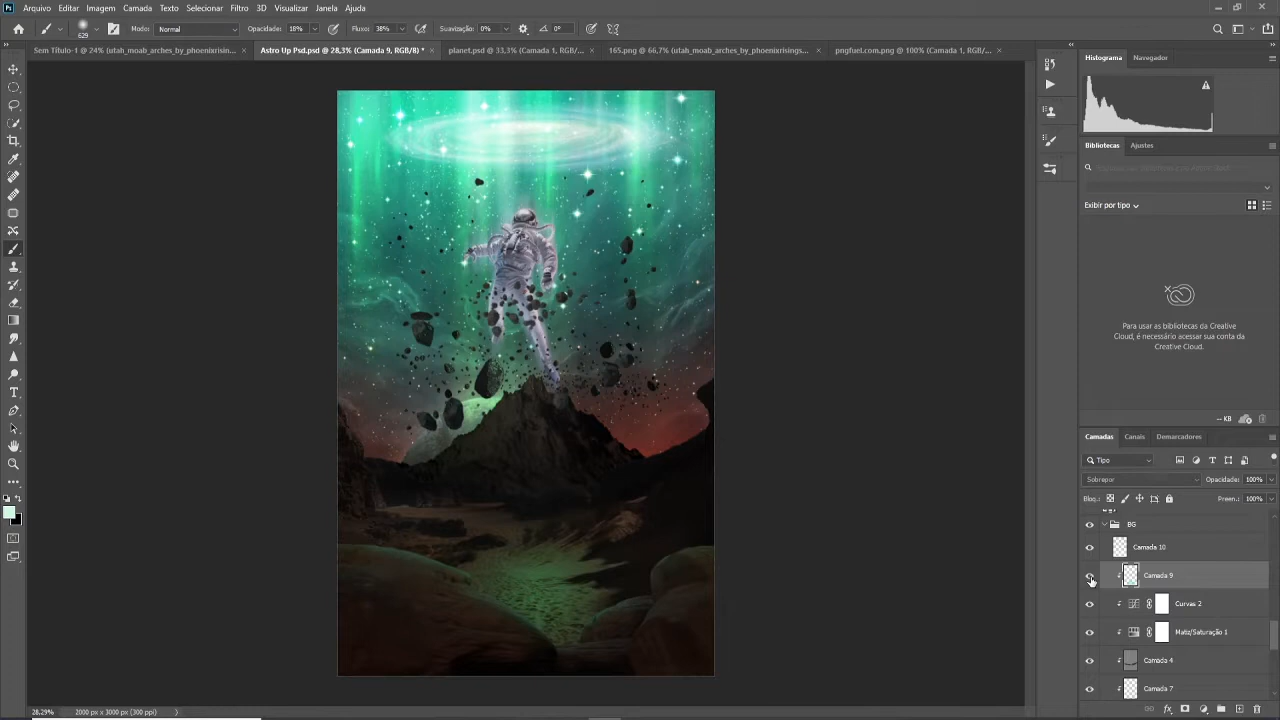 Arquivo Editar Imagem Camada Texto Selecionar Filtro 3D Visualizar Janela Ajuda
629 Modo: Normal Opacidade: 18% Fluxo: 38% Suavização: 0% 0°
Sem Título-1 @ 24% (utah_moab_arches_by_phoenixrisin... × Astro Up Psd.psd @ 28,3% (Camada 9, RGB/8) * × planet.psd @ 33,3% (Camada 1, RGB/... × 165.png @ 66,7% (utah_moab_arches_by_phoenixrisings... × pngfuel.com.png @ 100% (Camada 1, RGB/...) ×
Histograma Navegador
Bibliotecas Ajustes
Exibir por tipo
Para usar as bibliotecas da Creative
Cloud, é necessário acessar sua conta da
Creative Cloud.
-- KB
Camadas Canais Demarcadores
Tipo
Sobrepor Opacidade: 100%
Bloq.: Preen.: 100%
BG
Camada 10
Camada 9
Curvas 2
Matiz/Saturação 1
Camada 4
Camada 7
28,29% 2000 px x 3000 px (300 ppi)